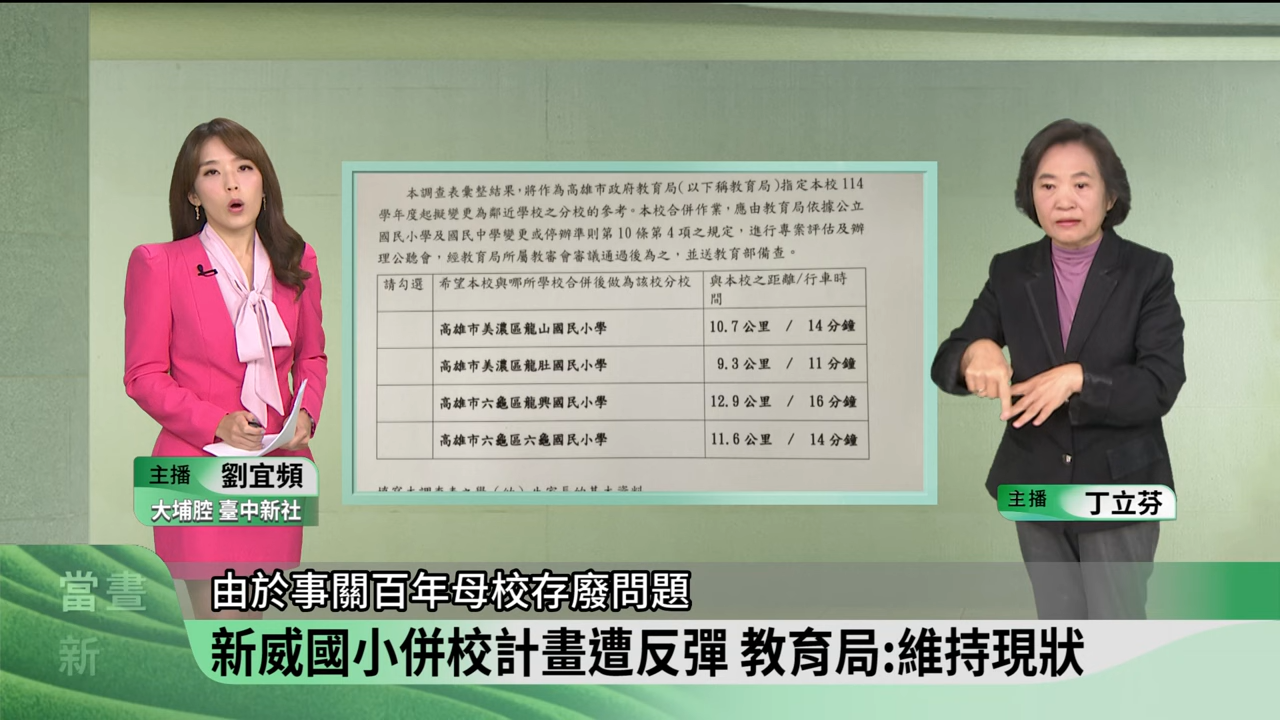 本調查表彙整結果，將作為高雄市政府教育局(以下稱教育局)指定本校114
學年度起擬變更為鄰近學校之分校的參考。本校合併作業，應由教育局依據公立
國民小學及國民中學變更或停辦準則第10條第4項之規定，進行專案評估及辦
理公聽會，經教育局所屬教審會審議通過後為之，並送教育部備查。
請勾選 希望本校與哪所學校合併後做為該校分校 與本校之距離/行車時
間
高雄市美濃區龍山國民小學 10.7公里 / 14分鐘
高雄市美濃區龍肚國民小學 9.3公里 / 11分鐘
高雄市六龜區龍興國民小學 12.9公里 / 16分鐘
高雄市六龜區六龜國民小學 11.6公里 / 14分鐘
主播 劉宜頻
大埔腔 臺中新社
主播 丁立芬
當晝
新
由於事關百年母校存廢問題
新威國小併校計畫遭反彈 教育局:維持現狀